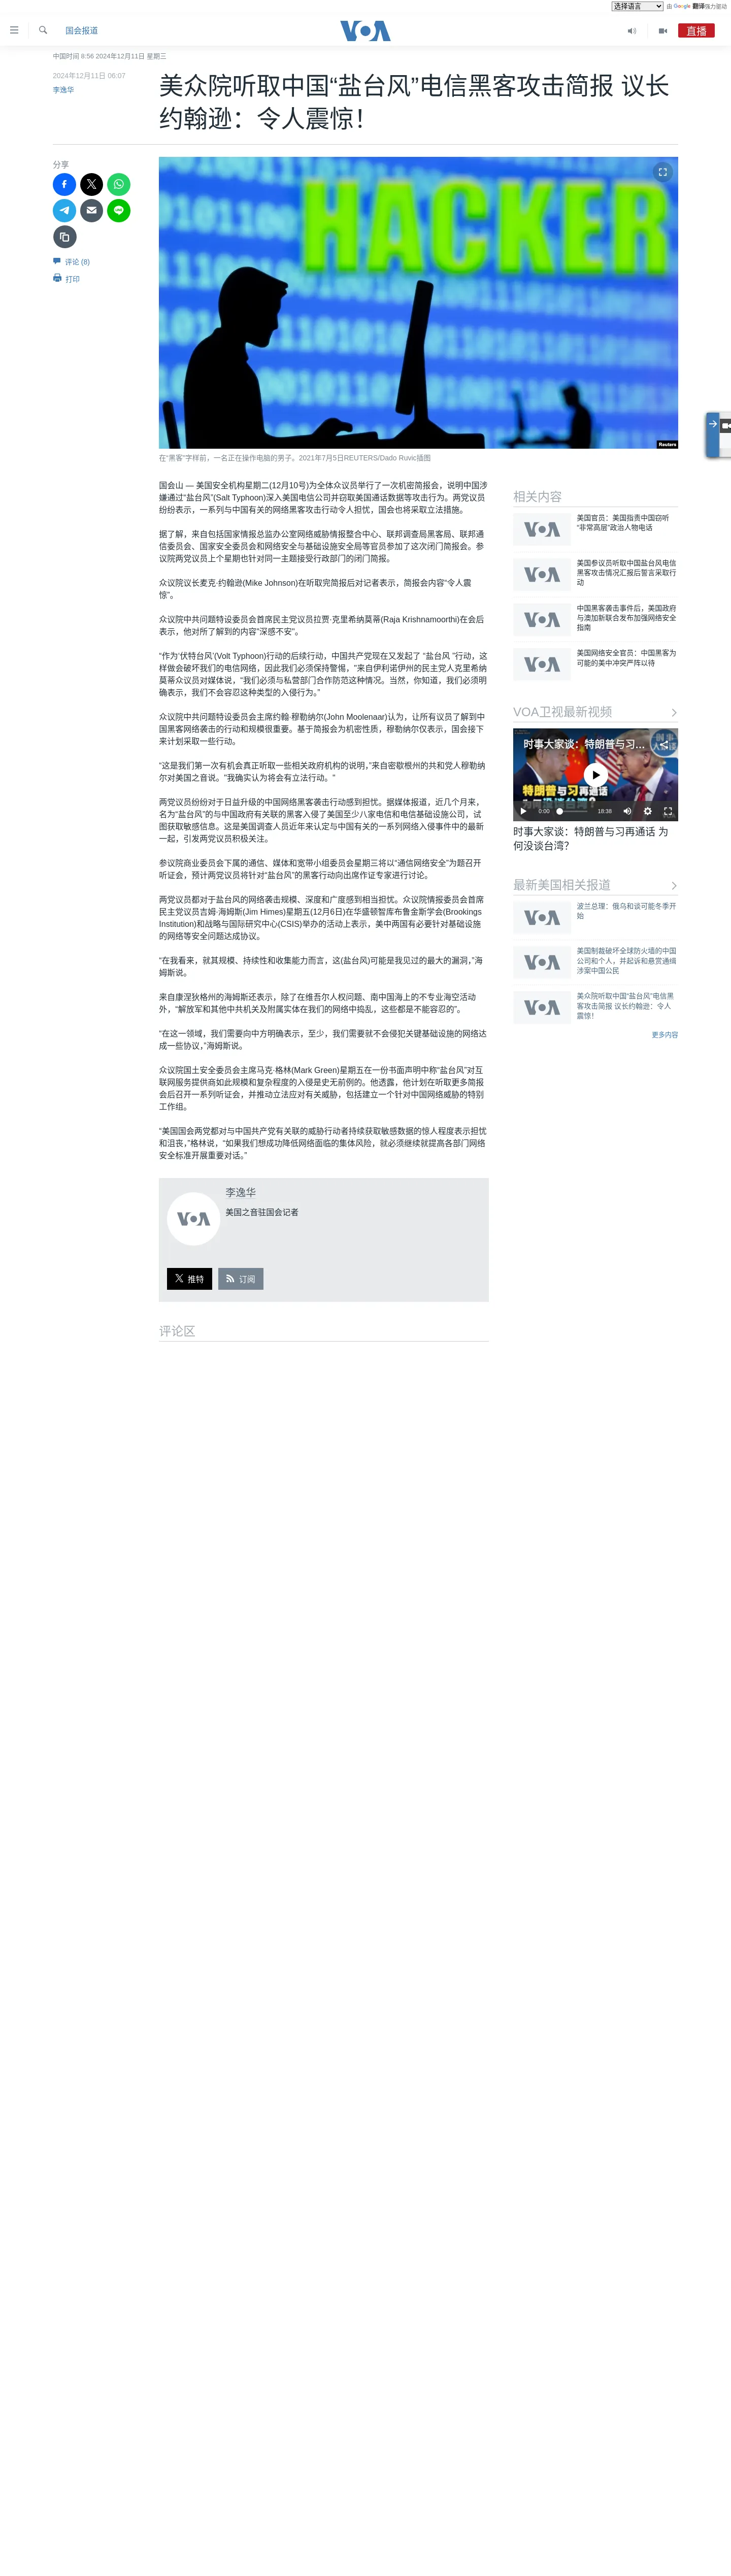 选择语言 由 Google 翻译强力驱动
国会报道
VOA
直播
中国时间 8:56 2024年12月11日 星期三
2024年12月11日 06:07
李逸华
美众院听取中国“盐台风”电信黑客攻击简报 议长
约翰逊：令人震惊！
分享
评论 (8)
打印
HACKER
Reuters
在“黑客”字样前，一名正在操作电脑的男子。2021年7月5日REUTERS/Dado Ruvic插图
国会山 — 美国安全机构星期二(12月10号)为全体众议员举行了一次机密简报会，说明中国涉
嫌通过“盐台风”(Salt Typhoon)深入美国电信公司并窃取美国通话数据等攻击行为。两党议员
纷纷表示，一系列与中国有关的网络黑客攻击行动令人担忧，国会也将采取立法措施。
据了解，来自包括国家情报总监办公室网络威胁情报整合中心、联邦调查局黑客局、联邦通
信委员会、国家安全委员会和网络安全与基础设施安全局等官员参加了这次闭门简报会。参
议院两党议员上个星期也针对同一主题接受行政部门的闭门简报。
众议院议长麦克·约翰逊(Mike Johnson)在听取完简报后对记者表示，简报会内容“令人震
惊”。
众议院中共问题特设委员会首席民主党议员拉贾·克里希纳莫蒂(Raja Krishnamoorthi)在会后
表示，他对所了解到的内容"深感不安"。
“作为‘伏特台风’(Volt Typhoon)行动的后续行动，中国共产党现在又发起了 “盐台风 ”行动，这
样做会破坏我们的电信网络，因此我们必须保持警惕，"来自伊利诺伊州的民主党人克里希纳
莫蒂众议员对媒体说，“我们必须与私营部门合作防范这种情况。当然，你知道，我们必须明
确表示，我们不会容忍这种类型的入侵行为。”
众议院中共问题特设委员会主席约翰·穆勒纳尔(John Moolenaar)认为，让所有议员了解到中
国黑客网络袭击的行动和规模很重要。基于简报会为机密性质，穆勒纳尔仅表示，国会接下
来计划采取一些行动。
“这是我们第一次有机会真正听取一些相关政府机构的说明，”来自密歇根州的共和党人穆勒纳
尔对美国之音说。"我确实认为将会有立法行动。"
两党议员纷纷对于日益升级的中国网络黑客袭击行动感到担忧。据媒体报道，近几个月来，
名为“盐台风”的与中国政府有关联的黑客入侵了美国至少八家电信和电信基础设施公司，试
图获取敏感信息。这是美国调查人员近年来认定与中国有关的一系列网络入侵事件中的最新
一起，引发两党议员积极关注。
参议院商业委员会下属的通信、媒体和宽带小组委员会星期三将以“通信网络安全”为题召开
听证会，预计两党议员将针对“盐台风”的黑客行动向出席作证专家进行讨论。
两党议员都对于盐台风的网络袭击规模、深度和广度感到相当担忧。众议院情报委员会首席
民主党议员吉姆·海姆斯(Jim Himes)星期五(12月6日)在华盛顿智库布鲁金斯学会(Brookings
Institution)和战略与国际研究中心(CSIS)举办的活动上表示，美中两国有必要针对基础设施
的网络等安全问题达成协议。
“在我看来，就其规模、持续性和收集能力而言，这(盐台风)可能是我见过的最大的漏洞，”海
姆斯说。
来自康涅狄格州的海姆斯还表示，除了在维吾尔人权问题、南中国海上的不专业海空活动
外，“解放军和其他中共机关及附属实体在我们的网络中捣乱，这些都是不能容忍的”。
“在这一领域，我们需要向中方明确表示，至少，我们需要就不会侵犯关键基础设施的网络达
成一些协议，”海姆斯说。
众议院国土安全委员会主席马克·格林(Mark Green)星期五在一份书面声明中称“盐台风”对互
联网服务提供商如此规模和复杂程度的入侵是史无前例的。他透露，他计划在听取更多简报
会后召开一系列听证会，并推动立法应对有关威胁，包括建立一个针对中国网络威胁的特别
工作组。
“美国国会两党都对与中国共产党有关联的威胁行动者持续获取敏感数据的惊人程度表示担忧
和沮丧，”格林说，“如果我们想成功降低网络面临的集体风险，就必须继续就提高各部门网络
安全标准开展重要对话。”
VOA
李逸华
美国之音驻国会记者
推特
订阅
评论区
相关内容
VOA
美国官员：美国指责中国窃听
“非常高层”政治人物电话
VOA
美国参议员听取中国盐台风电信
黑客攻击情况汇报后誓言采取行
动
VOA
中国黑客袭击事件后，美国政府
与澳加新联合发布加强网络安全
指南
VOA
美国网络安全官员：中国黑客为
可能的美中冲突严阵以待
VOA卫视最新视频
时事大家谈：特朗普与习...
特朗普与习再通话
0:00
18:38
时事大家谈：特朗普与习再通话 为
何没谈台湾？
最新美国相关报道
VOA
波兰总理：俄乌和谈可能冬季开
始
VOA
美国制裁破坏全球防火墙的中国
公司和个人，并起诉和悬赏通缉
涉案中国公民
VOA
美众院听取中国“盐台风”电信黑
客攻击简报 议长约翰逊：令人
震惊！
更多内容